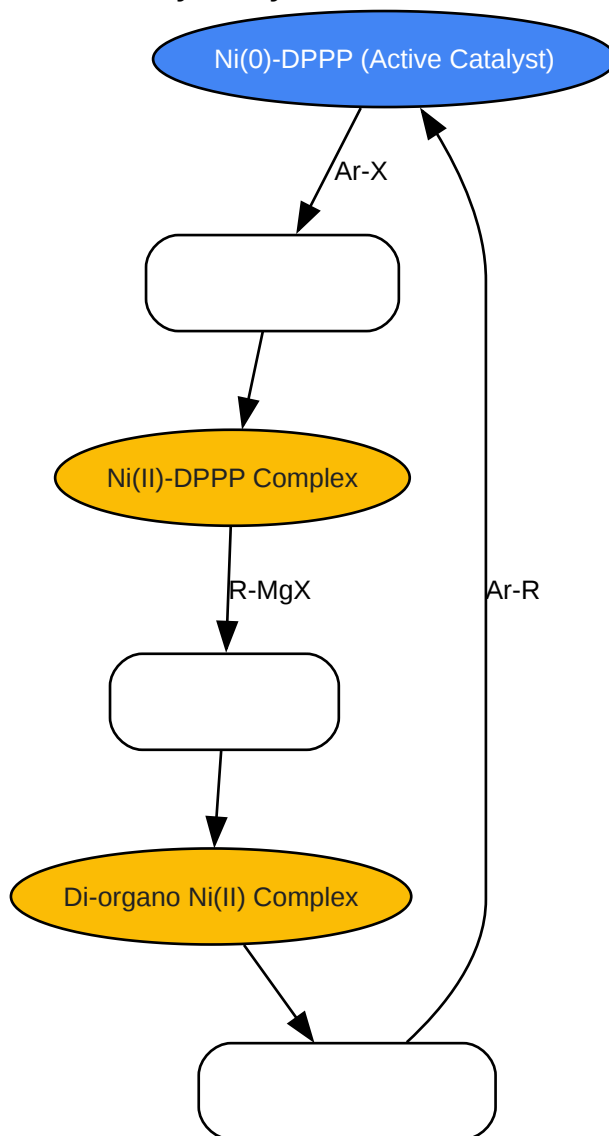 Ni(0)-DPPP (Active Catalyst)
Ar-X
Ni(II)-DPPP Complex
R-MgX
Ar-R
Di-organo Ni(II) Complex